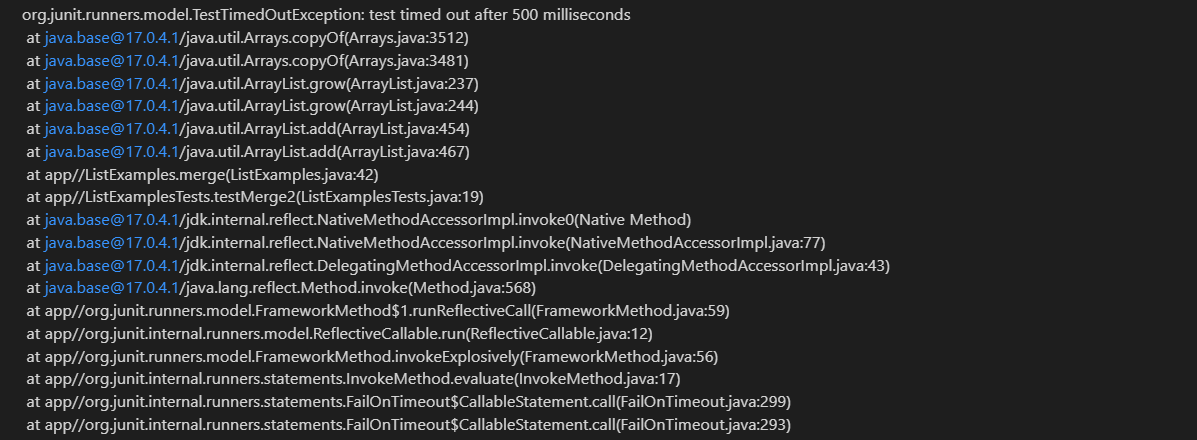 org.junit.runners.model.TestTimedOutException: test timed out after 500 milliseconds
at java.base@17.0.4.1/java.util.Arrays.copyOf(Arrays.java:3512)
at java.base@17.0.4.1/java.util.Arrays.copyOf(Arrays.java:3481)
at java.base@17.0.4.1/java.util.ArrayList.grow(ArrayList.java:237)
at java.base@17.0.4.1/java.util.ArrayList.grow(ArrayList.java:244)
at java.base@17.0.4.1/java.util.ArrayList.add(ArrayList.java:454)
at java.base@17.0.4.1/java.util.ArrayList.add(ArrayList.java:467)
at app//ListExamples.merge(ListExamples.java:42)
at app//ListExamplesTests.testMerge2(ListExamplesTests.java:19)
at java.base@17.0.4.1/jdk.internal.reflect.NativeMethodAccessorImpl.invoke0(Native Method)
at java.base@17.0.4.1/jdk.internal.reflect.NativeMethodAccessorImpl.invoke(NativeMethodAccessorImpl.java:77)
at java.base@17.0.4.1/jdk.internal.reflect.DelegatingMethodAccessorImpl.invoke(DelegatingMethodAccessorImpl.java:43)
at java.base@17.0.4.1/java.lang.reflect.Method.invoke(Method.java:568)
at app//org.junit.runners.model.FrameworkMethod$1.runReflectiveCall(FrameworkMethod.java:59)
at app//org.junit.internal.runners.model.ReflectiveCallable.run(ReflectiveCallable.java:12)
at app//org.junit.runners.model.FrameworkMethod.invokeExplosively(FrameworkMethod.java:56)
at app//org.junit.internal.runners.statements.InvokeMethod.evaluate(InvokeMethod.java:17)
at app//org.junit.internal.runners.statements.FailOnTimeout$CallableStatement.call(FailOnTimeout.java:299)
at app//org.junit.internal.runners.statements.FailOnTimeout$CallableStatement.call(FailOnTimeout.java:293)